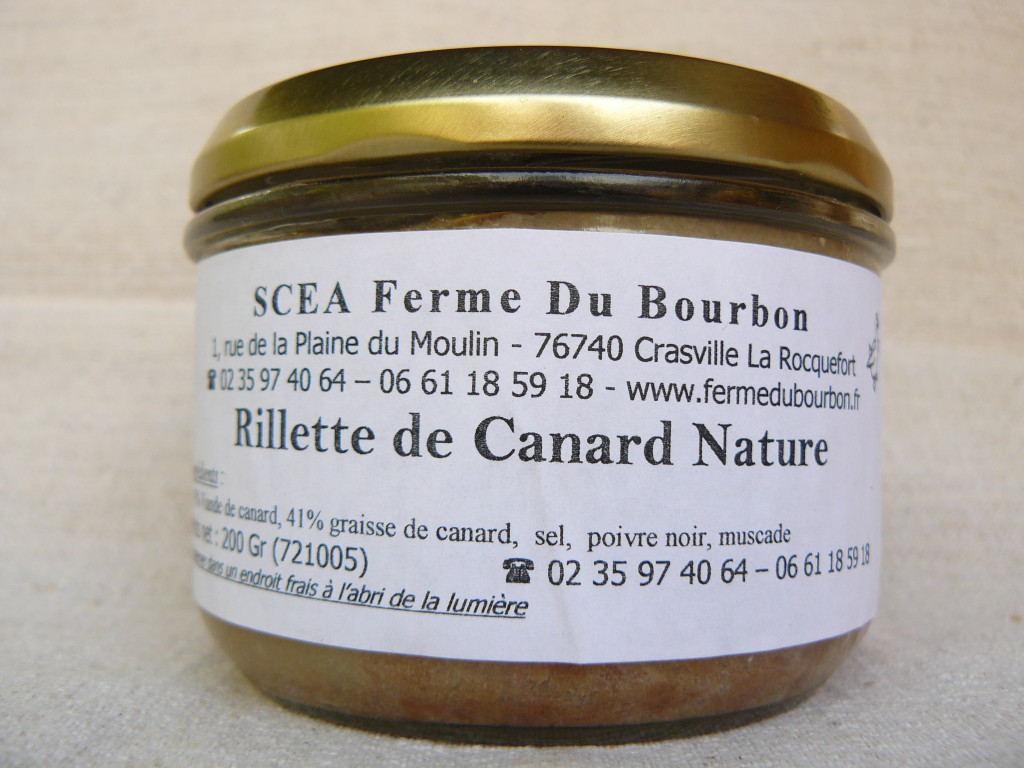 SCEA Ferme Du Bourbon
1, rue de la Plaine du Moulin - 76740 Crasville La Rocquefort
☎ 02 35 97 40 64 – 06 61 18 59 18 - www.fermedubourbon.fr
Rillette de Canard Nature
de canard, 41% graisse de canard, sel, poivre noir, muscade
net : 200 Gr (721005)
☎ 02 35 97 40 64 – 06 61 18 59 18
dans un endroit frais à l'abri de la lumière